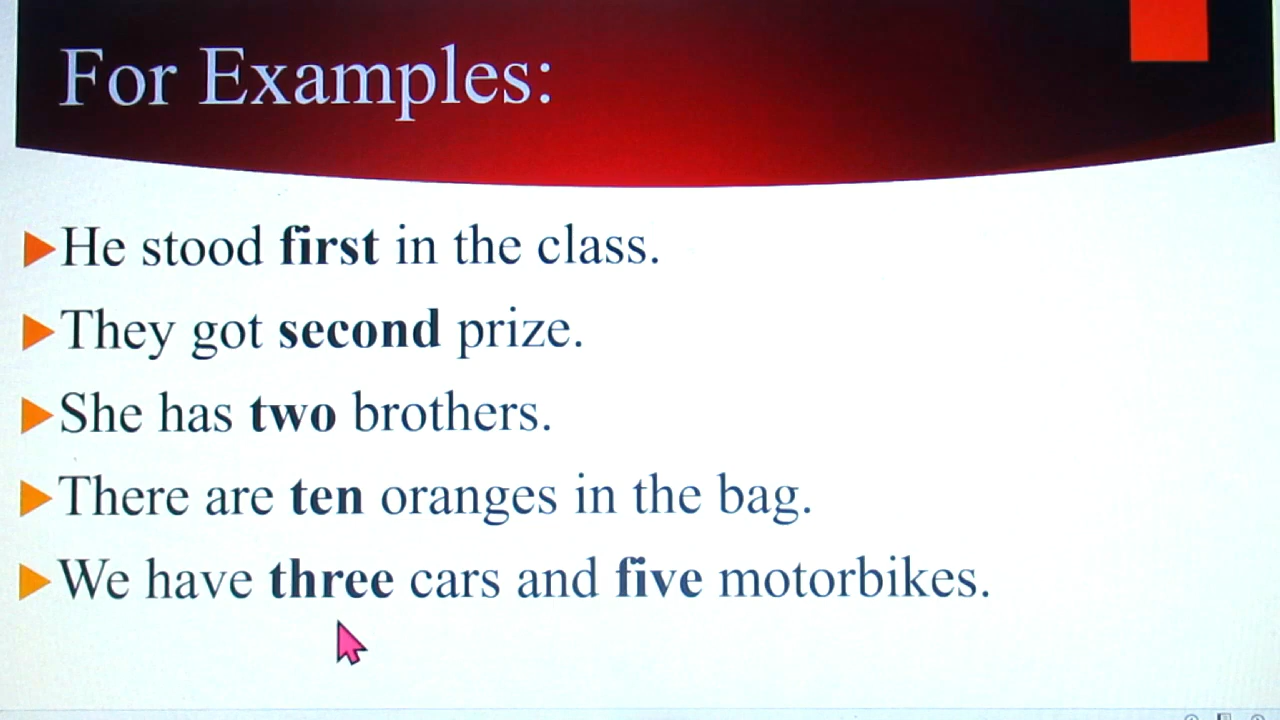 For Examples:
He stood first in the class.
They got second prize.
She has two brothers.
There are ten oranges in the bag.
We have three cars and five motorbikes.